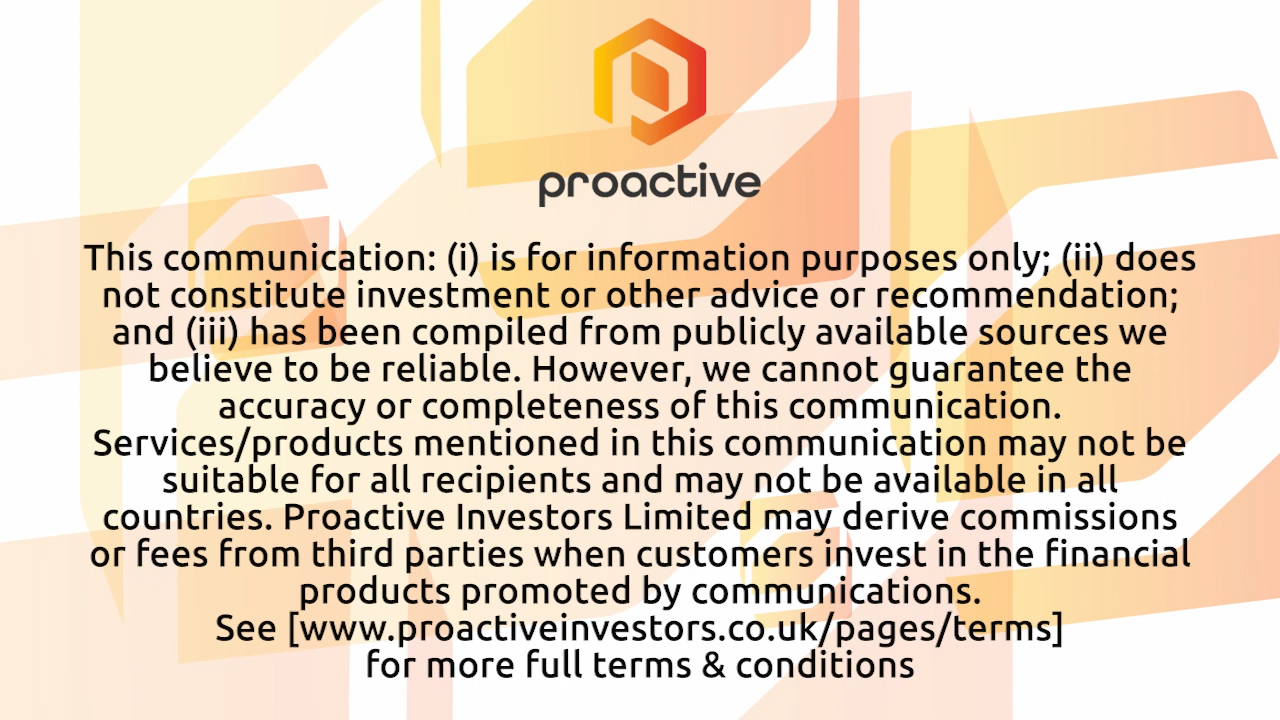 proactive
This communication: (i) is for information purposes only; (ii) does
not constitute investment or other advice or recommendation;
and (iii) has been compiled from publicly available sources we
believe to be reliable. However, we cannot guarantee the
accuracy or completeness of this communication.
Services/products mentioned in this communication may not be
suitable for all recipients and may not be available in all
countries. Proactive Investors Limited may derive commissions
or fees from third parties when customers invest in the financial
products promoted by communications.
See [www.proactiveinvestors.co.uk/pages/terms]
for more full terms & conditions